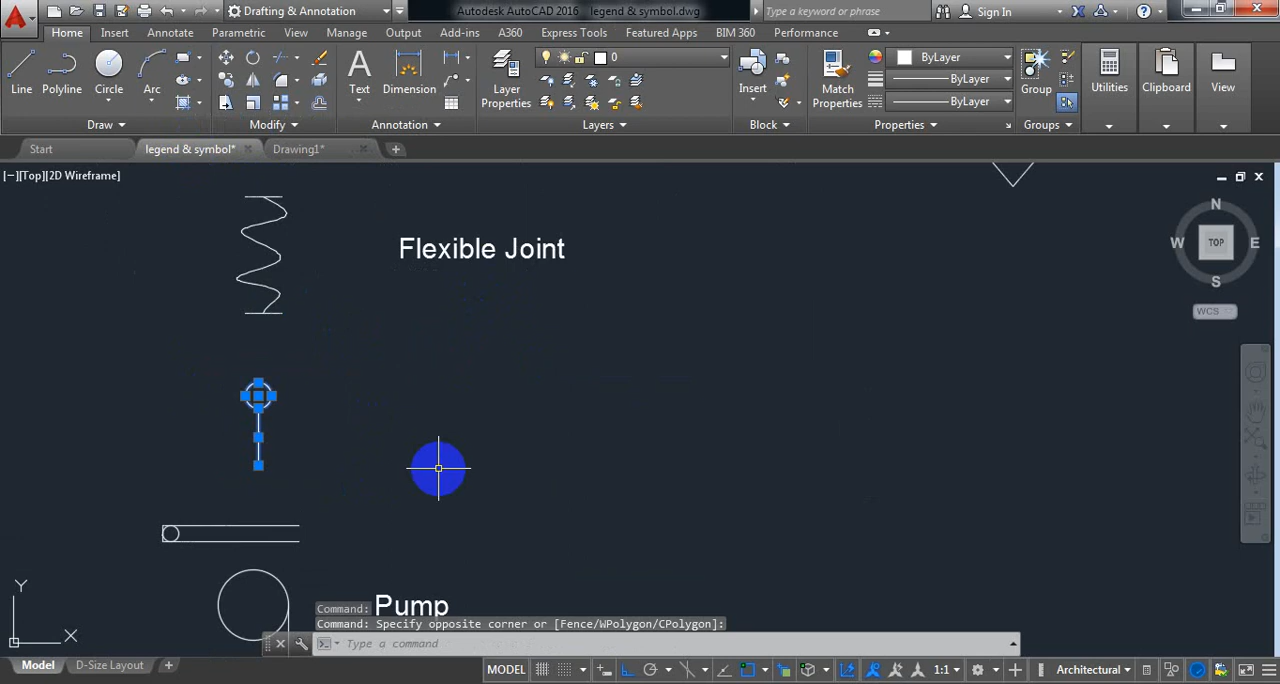 Drafting & Annotation
Autodesk AutoCAD 2016 legend & symbol.dwg
Type a keyword or phrase
Sign In
Home Insert Annotate Parametric View Manage Output Add-ins A360 Express Tools Featured Apps BIM 360 Performance
Line Polyline Circle Arc
Text Dimension
Layer Properties
0
Insert
Match Properties
ByLayer
ByLayer
ByLayer
Group
Utilities
Clipboard
View
Draw Modify Annotation Layers Block Properties Groups
Start legend & symbol* Drawing1*
[−][Top][2D Wireframe]
N
W TOP E
S
WCS
Flexible Joint
Pump
Y
X
Command:
Command: Specify opposite corner or [Fence/WPolygon/CPolygon]:
Type a command
Model D-Size Layout
MODEL 1:1 Architectural